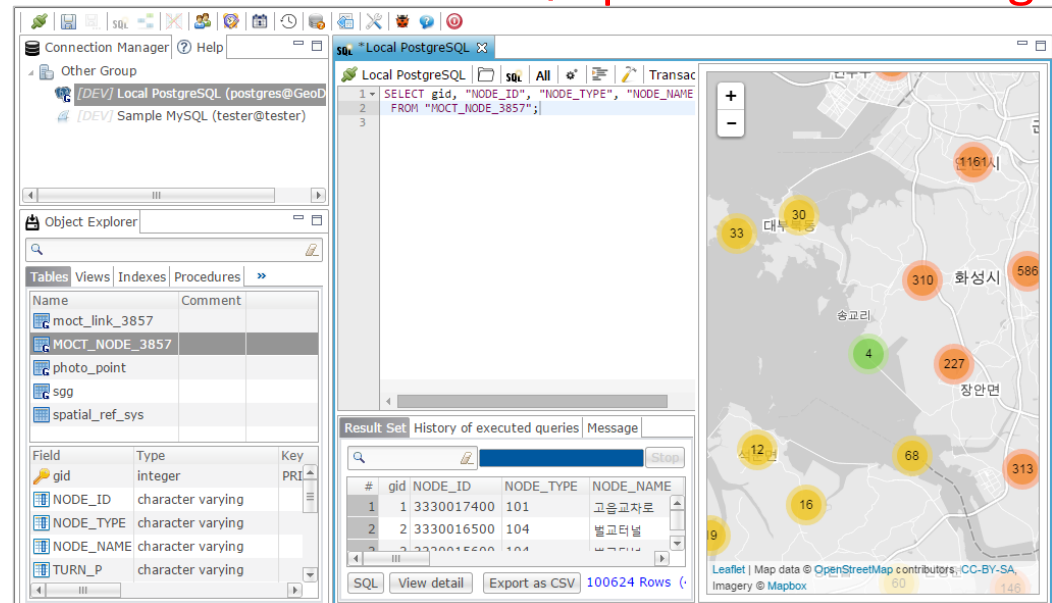 Connection Manager Help
Other Group
[DEV] Local PostgreSQL (postgres@GeoD
[DEV] Sample MySQL (tester@tester)
Object Explorer
Tables Views Indexes Procedures »
Name Comment
moct_link_3857
MOCT_NODE_3857
photo_point
sgg
spatial_ref_sys
Field Type Key
gid integer PRI
NODE_ID character varying
NODE_TYPE character varying
NODE_NAME character varying
TURN_P character varying
SQL *Local PostgreSQL
Local PostgreSQL SQL All Transac
1 SELECT gid, "NODE_ID", "NODE_TYPE", "NODE_NAME
2 FROM "MOCT_NODE_3857";
3
Result Set History of executed queries Message
Stop
# gid NODE_ID NODE_TYPE NODE_NAME
1 1 3330017400 101 고읍교차로
2 2 3330016500 104 벌교터널
SQL View detail Export as CSV 100624 Rows (
+
−
1161
30
33
310
화성시
586
송교리
4
227
장안면
12
68
313
16
Leaflet | Map data © OpenStreetMap contributors, CC-BY-SA,
Imagery © Mapbox
60
146